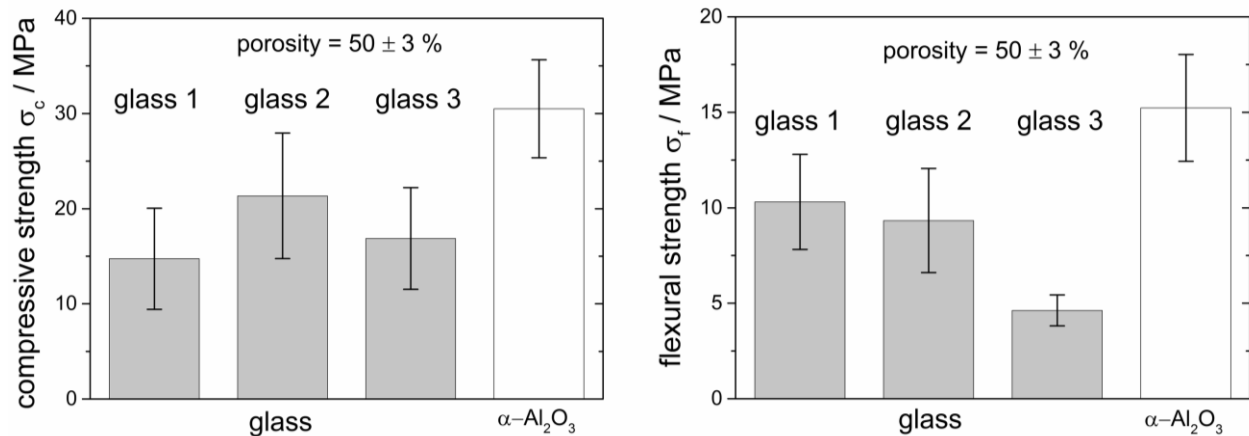 compressive strength σc / MPa
40
30
20
10
0
porosity = 50 ± 3 %
glass 1
glass 2
glass 3
glass
α–Al2O3
flexural strength σf / MPa
20
15
10
5
0
porosity = 50 ± 3 %
glass 1
glass 2
glass 3
glass
α–Al2O3